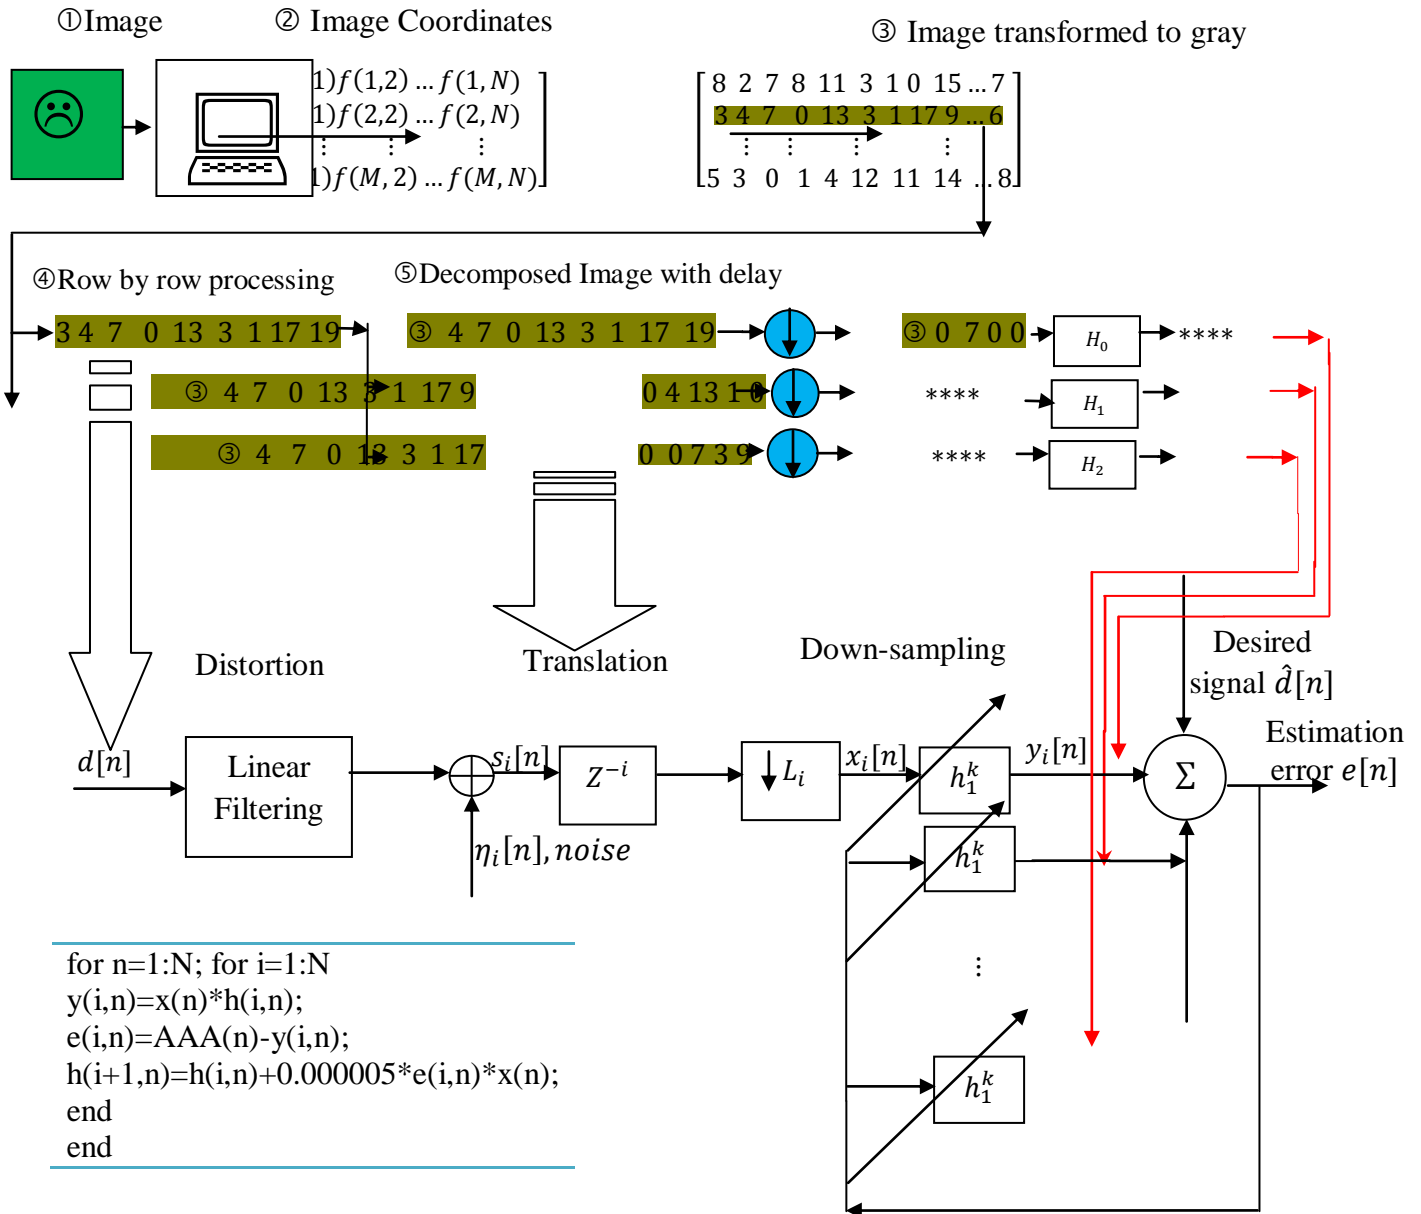 ①Image
② Image Coordinates
③ Image transformed to gray
1)f(1,2) … f(1,N)
1)f(2,2) … f(2,N)
⋮ ⋮ ⋮
1)f(M,2) … f(M,N)
8 2 7 8 11 3 1 0 15 … 7
3 4 7 0 13 3 1 17 9 … 6
⋮ ⋮ ⋮ ⋮
5 3 0 1 4 12 11 14 … 8
④Row by row processing
⑤Decomposed Image with delay
3 4 7 0 13 3 1 17 19
③ 4 7 0 13 3 1 17 19
③ 0 7 0 0
H₀
****
③ 4 7 0 13 3 1 17 9
0 4 13 1 0
****
H₁
③ 4 7 0 13 3 1 17
0 0 7 3 9
****
H₂
Distortion
Translation
Down-sampling
Desired
signal d̂[n]
Estimation
error e[n]
d[n]
Linear
Filtering
sᵢ[n]
Z⁻ⁱ
↓ Lᵢ
xᵢ[n]
h₁ᵏ
yᵢ[n]
Σ
ηᵢ[n], noise
h₁ᵏ
⋮
h₁ᵏ
for n=1:N; for i=1:N
y(i,n)=x(n)*h(i,n);
e(i,n)=AAA(n)-y(i,n);
h(i+1,n)=h(i,n)+0.000005*e(i,n)*x(n);
end
end